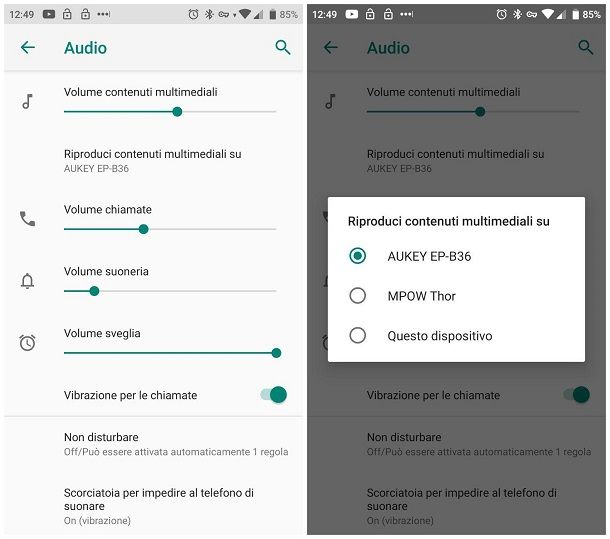 12:49
85%
Audio
Volume contenuti multimediali
Riproduci contenuti multimediali su
AUKEY EP-B36
Volume chiamate
Volume suoneria
Volume sveglia
Vibrazione per le chiamate
Non disturbare
Off/Può essere attivata automaticamente 1 regola
Scorciatoia per impedire al telefono di
suonare
On (vibrazione)
12:49
85%
Audio
Volume contenuti multimediali
Riproduci contenuti multimediali su
AUKEY EP-B36
Riproduci contenuti multimediali su
AUKEY EP-B36
MPOW Thor
Questo dispositivo
Vibrazione per le chiamate
Non disturbare
Off/Può essere attivata automaticamente 1 regola
Scorciatoia per impedire al telefono di
suonare
On (vibrazione)